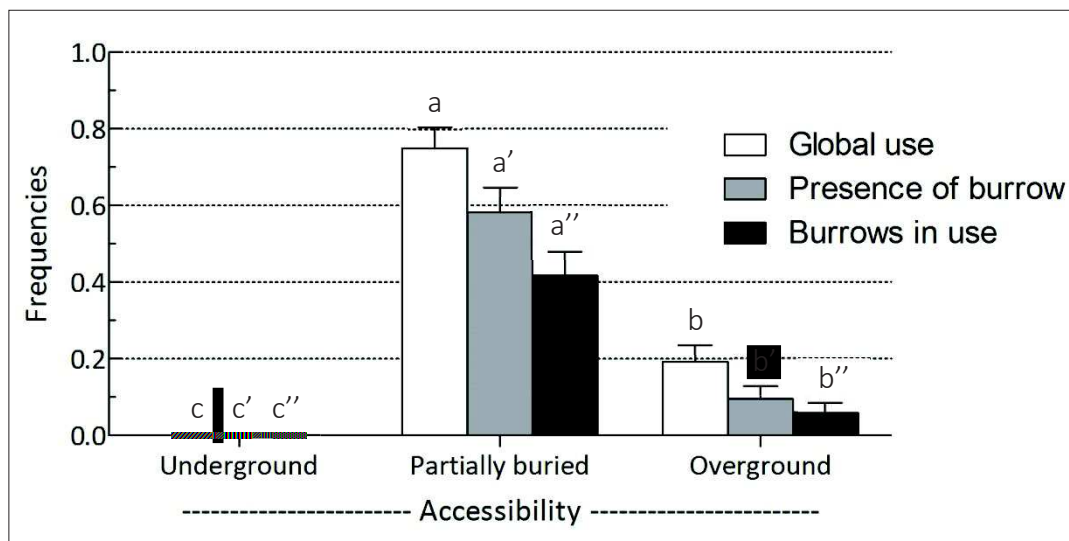 1.0
a
0.8
Global use
a’
Presence of burrow
0.6
a’’
Burrows in use
Frequencies
0.4
b
0.2
b’
b’’
c c’ c’’
0.0
Underground Partially buried Overground
Accessibility